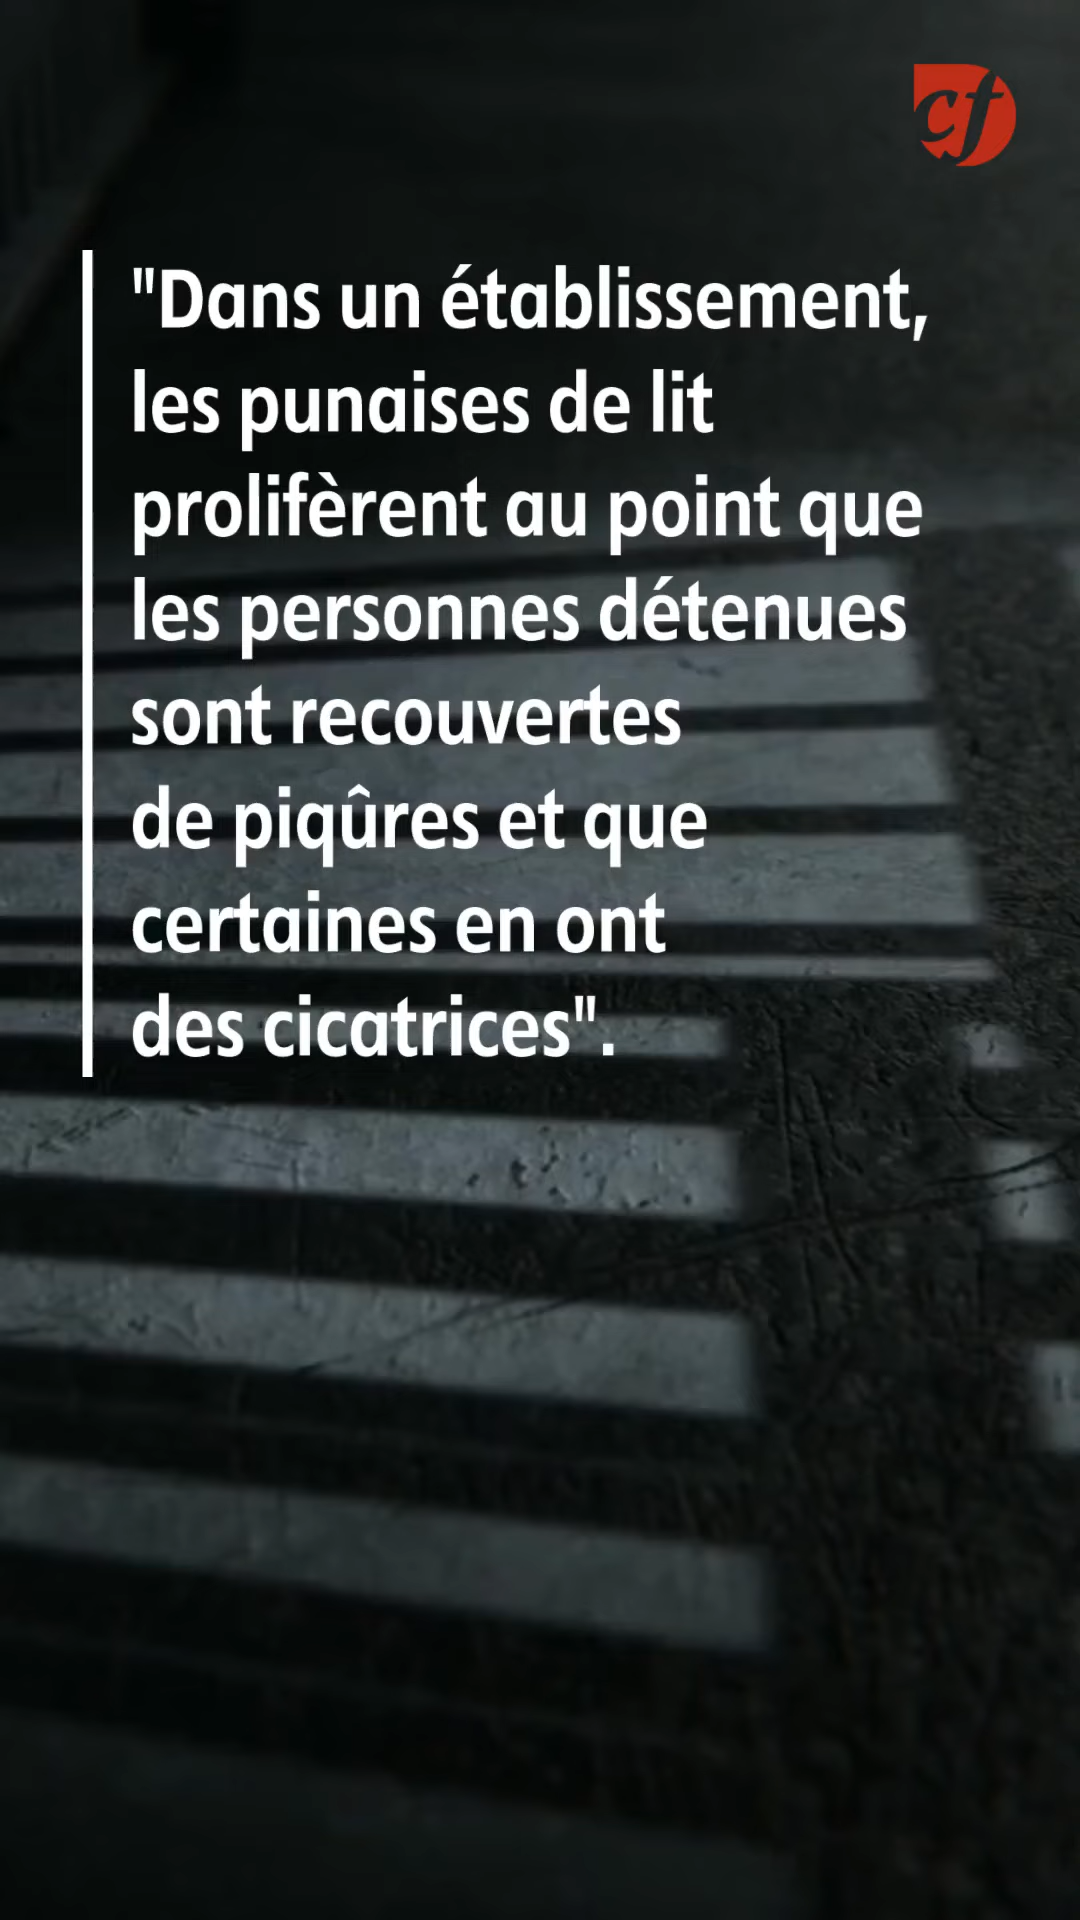 cf
"Dans un établissement,
les punaises de lit
prolifèrent au point que
les personnes détenues
sont recouvertes
de piqûres et que
certaines en ont
des cicatrices".